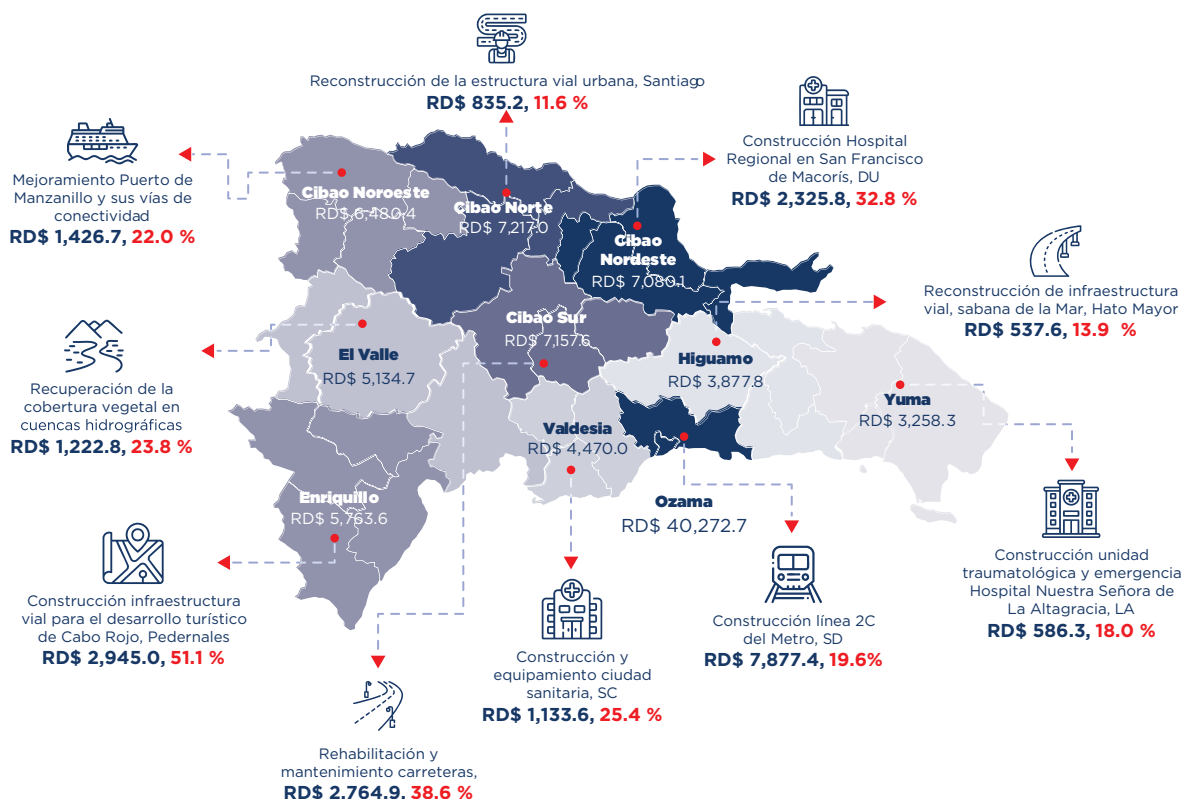 Reconstrucción de la estructura vial urbana, Santiago
RD$ 835.2, 11.6 %
Construcción Hospital
Regional en San Francisco
de Macorís, DU
RD$ 2,325.8, 32.8 %
Mejoramiento Puerto de
Manzanillo y sus vías de
conectividad
RD$ 1,426.7, 22.0 %
Cibao Noroeste
RD$ 6,480.4
Cibao Norte
RD$ 7,217.0
Cibao
Nordeste
RD$ 7,080.1
Reconstrucción de infraestructura
vial, sabana de la Mar, Hato Mayor
RD$ 537.6, 13.9 %
Cibao Sur
RD$ 7,157.6
El Valle
RD$ 5,134.7
Higuamo
RD$ 3,877.8
Yuma
RD$ 3,258.3
Recuperación de la
cobertura vegetal en
cuencas hidrográficas
RD$ 1,222.8, 23.8 %
Valdesia
RD$ 4,470.0
Enriquillo
RD$ 5,763.6
Ozama
RD$ 40,272.7
Construcción unidad
traumatológica y emergencia
Hospital Nuestra Señora de
La Altagracia, LA
RD$ 586.3, 18.0 %
Construcción infraestructura
vial para el desarrollo turístico
de Cabo Rojo, Pedernales
RD$ 2,945.0, 51.1 %
Construcción línea 2C
del Metro, SD
RD$ 7,877.4, 19.6%
Construcción y
equipamiento ciudad
sanitaria, SC
RD$ 1,133.6, 25.4 %
Rehabilitación y
mantenimiento carreteras,
RD$ 2,764.9, 38.6 %